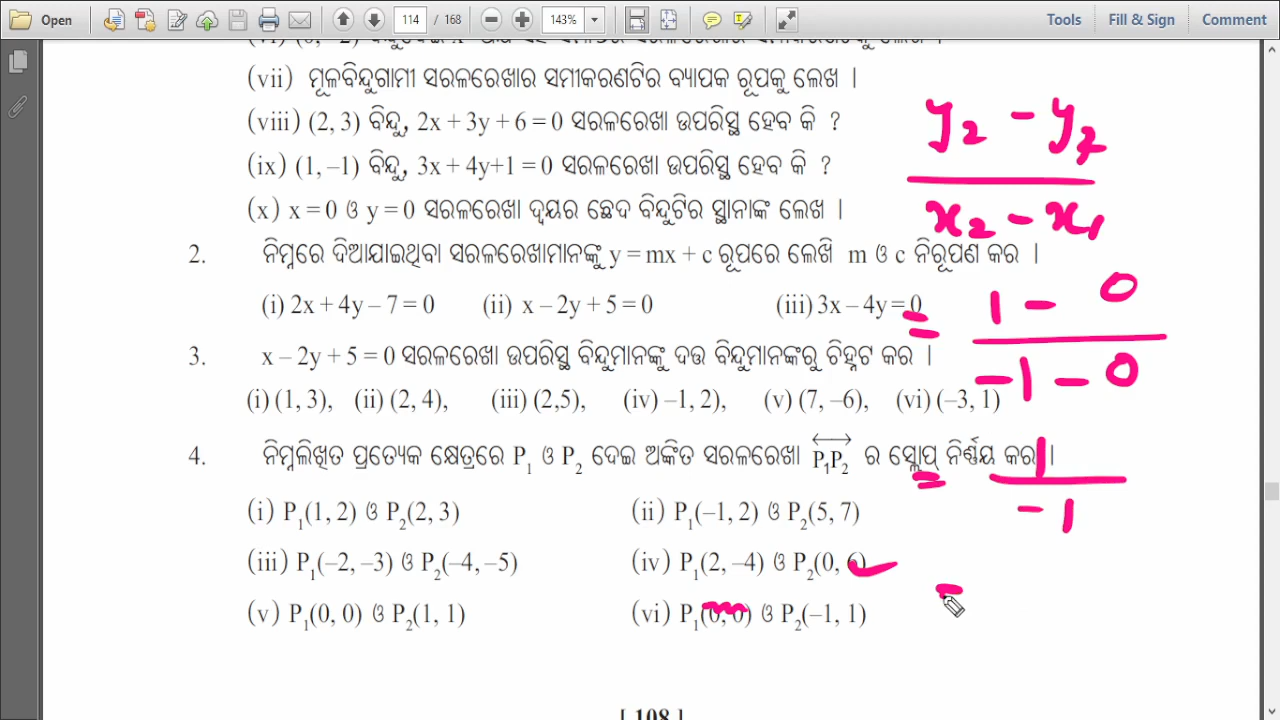 Open
114 / 168
143%
Tools
Fill & Sign
Comment
(vii) ମୂଳବିନ୍ଦୁଗାମୀ ସରଳରେଖାର ସମୀକରଣଟିର ବ୍ୟାପକ ରୂପକୁ ଲେଖ ।
(viii) (2, 3) ବିନ୍ଦୁ, 2x + 3y + 6 = 0 ସରଳରେଖା ଉପରିସ୍ଥ ହେବ କି ?
(ix) (1, –1) ବିନ୍ଦୁ, 3x + 4y+1 = 0 ସରଳରେଖା ଉପରିସ୍ଥ ହେବ କି ?
(x) x = 0 ଓ y = 0 ସରଳରେଖା ଦ୍ୱୟର ଛେଦ ବିନ୍ଦୁଟିର ସ୍ଥାନାଙ୍କ ଲେଖ ।
2. ନିମ୍ନରେ ଦିଆଯାଇଥିବା ସରଳରେଖାମାନଙ୍କୁ y = mx + c ରୂପରେ ଲେଖି m ଓ c ନିରୂପଣ କର ।
(i) 2x + 4y – 7 = 0 (ii) x – 2y + 5 = 0 (iii) 3x – 4y = 0
3. x – 2y + 5 = 0 ସରଳରେଖା ଉପରିସ୍ଥ ବିନ୍ଦୁମାନଙ୍କୁ ଦଉ ବିନ୍ଦୁମାନଙ୍କରୁ ଚିହ୍ନଟ କର ।
(i) (1, 3), (ii) (2, 4), (iii) (2,5), (iv) –1, 2), (v) (7, –6), (vi) (–3, 1)
4. ନିମ୍ନଲିଖିତ ପ୍ରତ୍ୟେକ କ୍ଷେତ୍ରରେ P₁ ଓ P₂ ଦେଇ ଅଙ୍କିତ ସରଳରେଖା P₁P₂ ର ସ୍ଲୋପ୍ ନିର୍ଣ୍ଣୟ କର ।
(i) P₁(1, 2) ଓ P₂(2, 3) (ii) P₁(–1, 2) ଓ P₂(5, 7)
(iii) P₁(–2, –3) ଓ P₂(–4, –5) (iv) P₁(2, –4) ଓ P₂(0, 6)
(v) P₁(0, 0) ଓ P₂(1, 1) (vi) P₁(0, 0) ଓ P₂(–1, 1)
[ 108 ]
y₂ – y₁
x₂ – x₁
= 1 – 0
–1 – 0
= 1
– 1
=